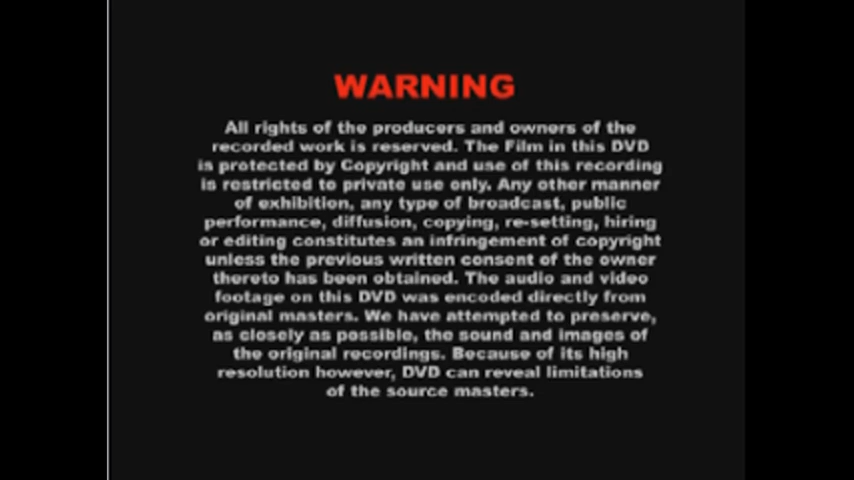 WARNING
All rights of the producers and owners of the
recorded work is reserved. The Film in this DVD
is protected by Copyright and use of this recording
is restricted to private use only. Any other manner
of exhibition, any type of broadcast, public
performance, diffusion, copying, re-setting, hiring
or editing constitutes an infringement of copyright
unless the previous written consent of the owner
thereto has been obtained. The audio and video
footage on this DVD was encoded directly from
original masters. We have attempted to preserve,
as closely as possible, the sound and images of
the original recordings. Because of its high
resolution however, DVD can reveal limitations
of the source masters.